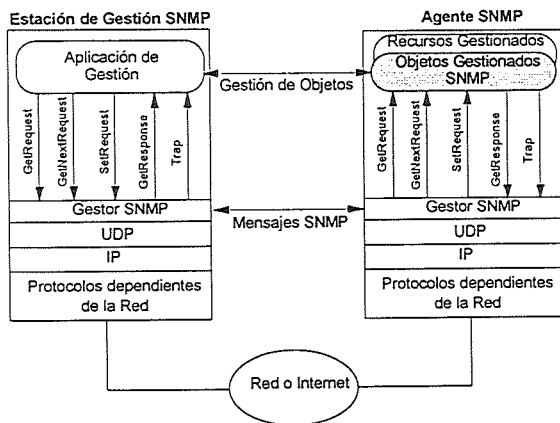 Estación de Gestión SNMP
Aplicación de
Gestión
GetRequest
GetNextRequest
SetRequest
GetResponse
Trap
Gestor SNMP
UDP
IP
Protocolos dependientes
de la Red
Gestión de Objetos
Mensajes SNMP
Agente SNMP
Recursos Gestionados
Objetos Gestionados
SNMP
GetRequest
GetNextRequest
SetRequest
GetResponse
Trap
Gestor SNMP
UDP
IP
Protocolos dependientes
de la Red
Red o Internet